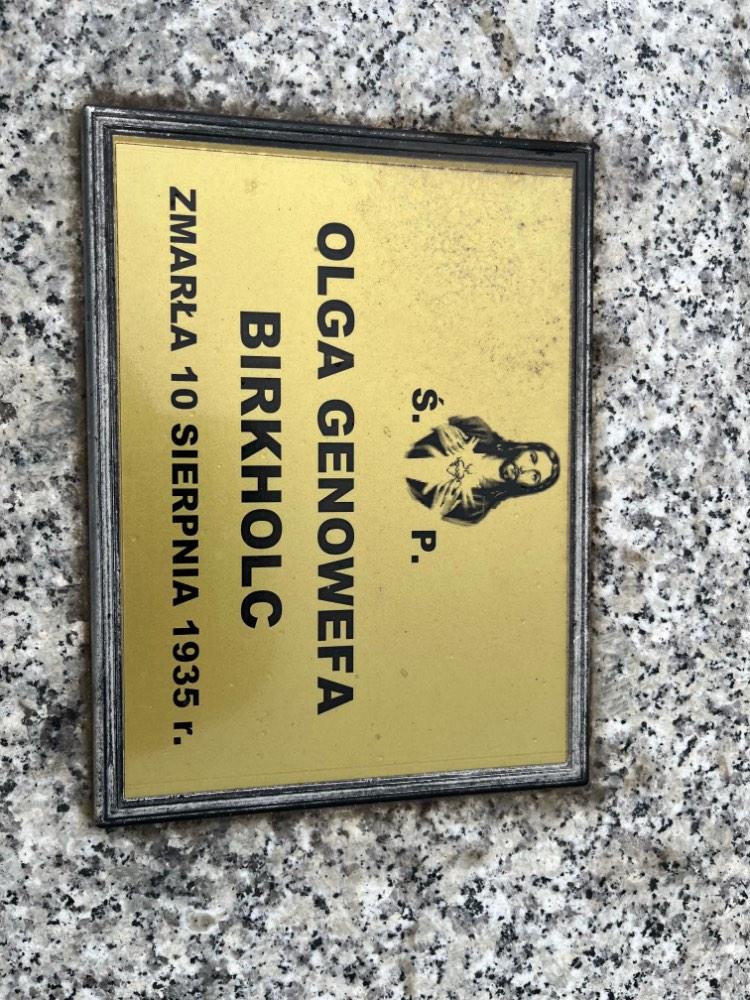 Ś. P.
OLGA GENOWEFA
BIRKHOLC
ZMARŁA 10 SIERPNIA 1935 r.